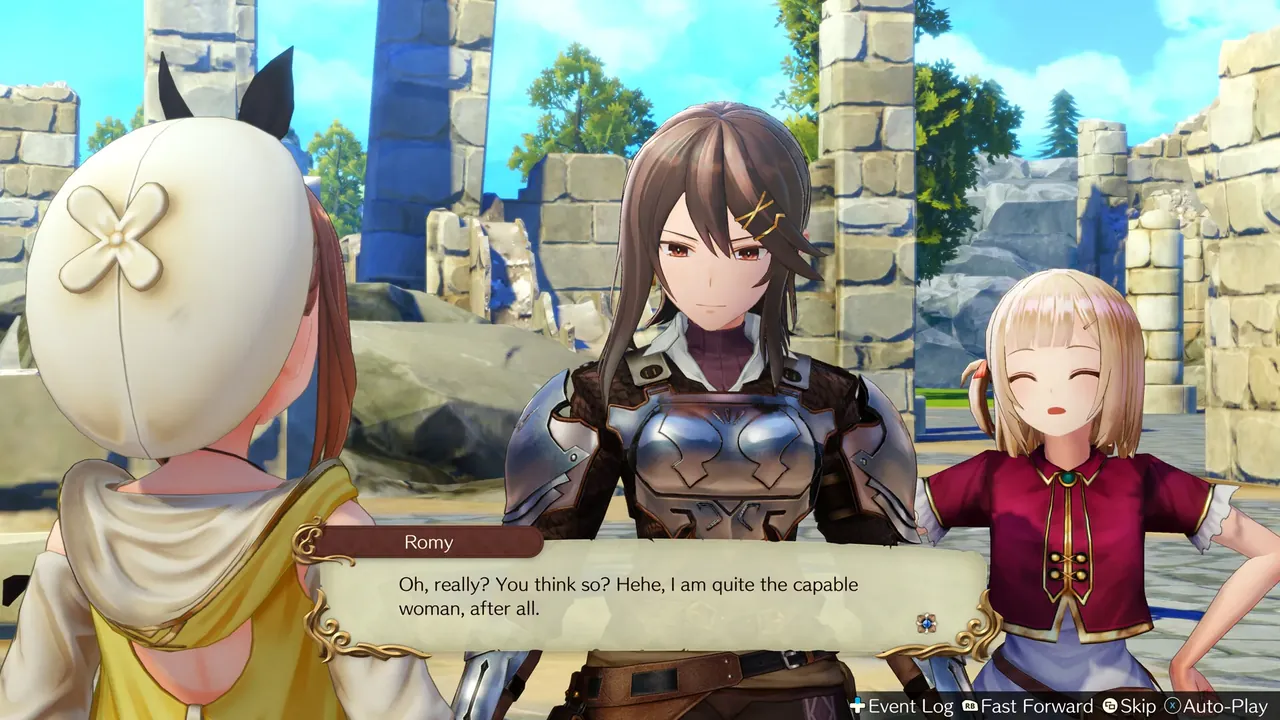 Romy
Oh, really? You think so? Hehe, I am quite the capable
woman, after all.
Event Log RB Fast Forward Skip X Auto-Play